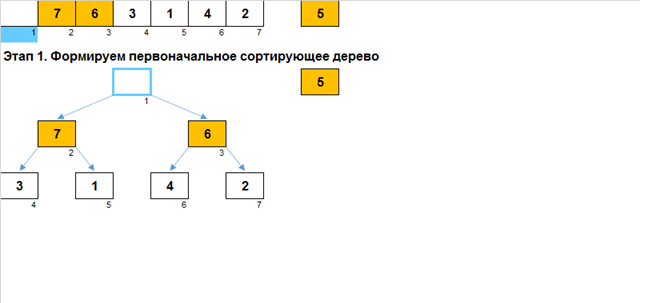 7 6 3 1 4 2 5
1 2 3 4 5 6 7
Этап 1. Формируем первоначальное сортирующее дерево
5
1
7 6
2 3
3 1 4 2
4 5 6 7